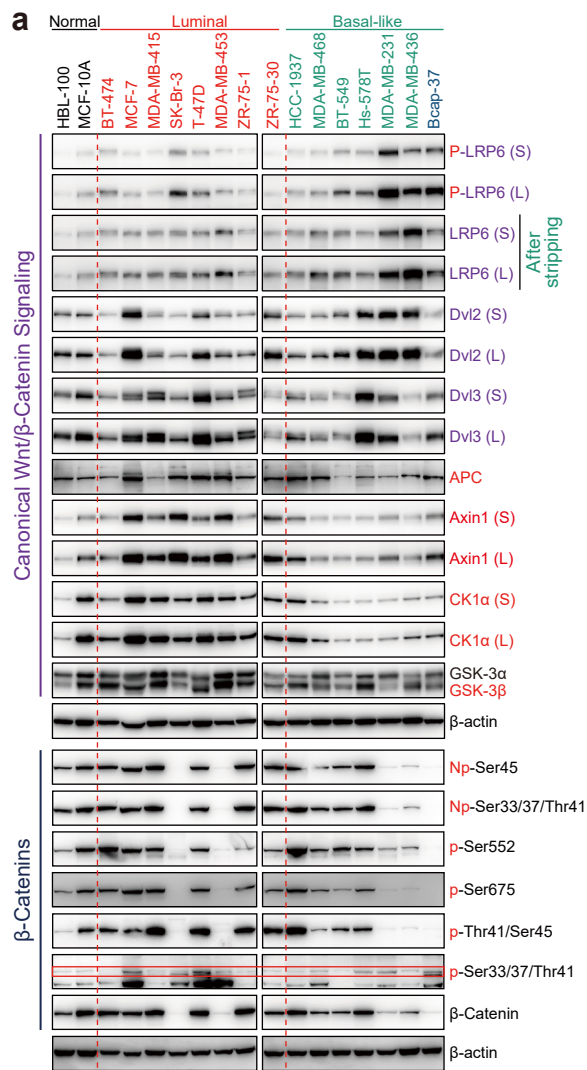 a
Normal
Luminal
Basal-like
HBL-100
MCF-10A
BT-474
MCF-7
MDA-MB-415
SK-Br-3
T-47D
MDA-MB-453
ZR-75-1
ZR-75-30
HCC-1937
MDA-MB-468
BT-549
Hs-578T
MDA-MB-231
MDA-MB-436
Bcap-37
Canonical Wnt/β-Catenin Signaling
P-LRP6 (S)
P-LRP6 (L)
LRP6 (S)
LRP6 (L)
After
stripping
Dvl2 (S)
Dvl2 (L)
Dvl3 (S)
Dvl3 (L)
APC
Axin1 (S)
Axin1 (L)
CK1α (S)
CK1α (L)
GSK-3α
GSK-3β
β-actin
β-Catenins
Np-Ser45
Np-Ser33/37/Thr41
p-Ser552
p-Ser675
p-Thr41/Ser45
p-Ser33/37/Thr41
β-Catenin
β-actin